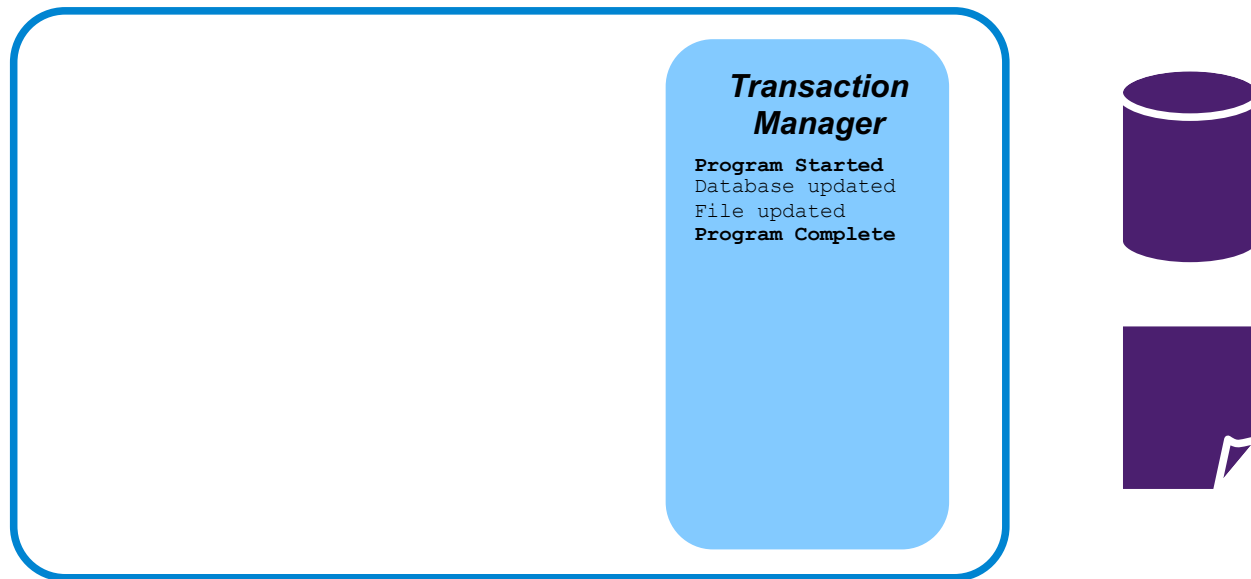 Transaction
Manager
Program Started
Database updated
File updated
Program Complete